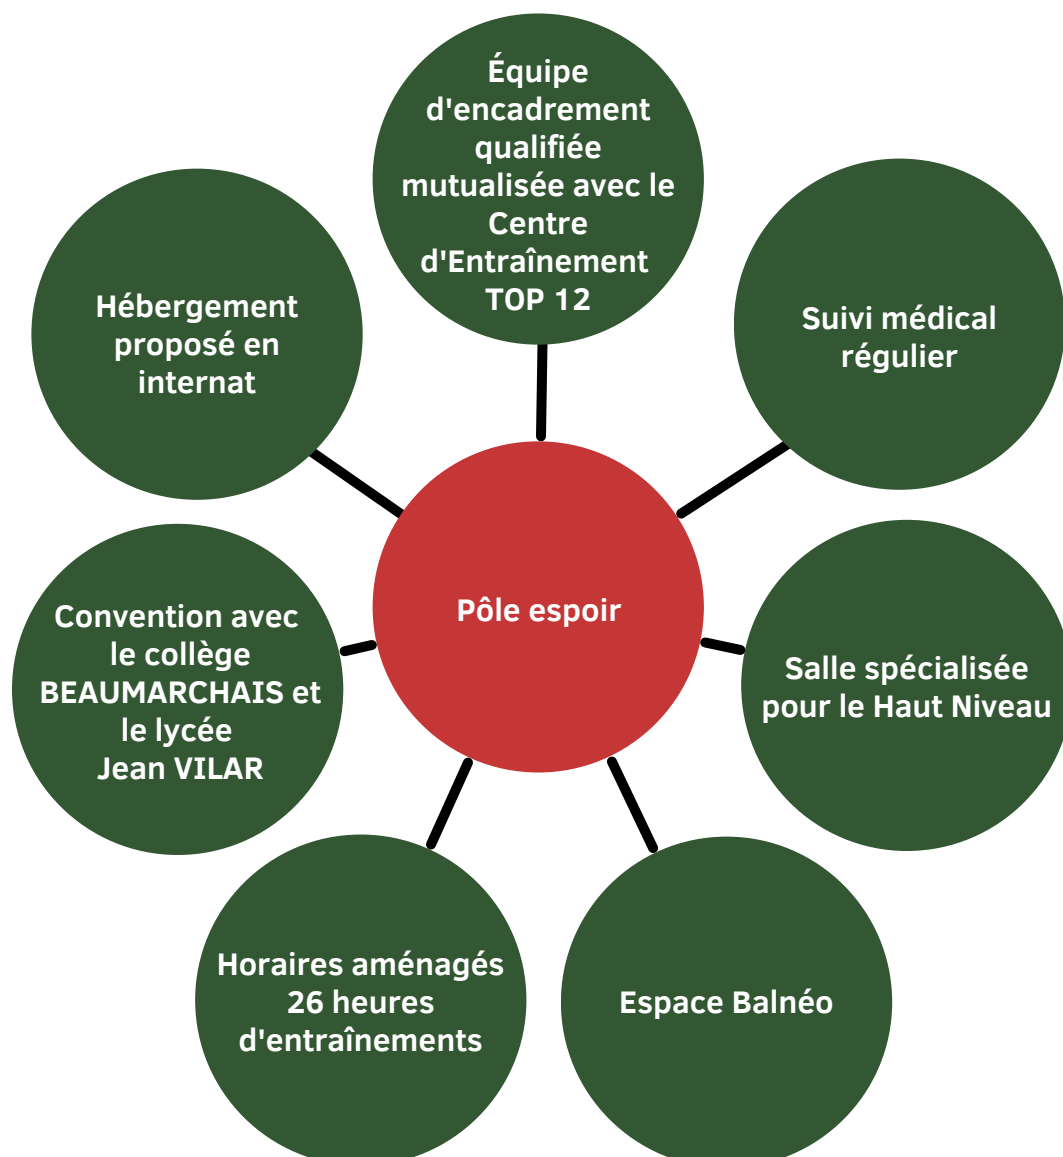 Équipe
d'encadrement
qualifiée
mutualisée avec le
Centre
d'Entraînement
TOP 12
Suivi médical
régulier
Hébergement
proposé en
internat
Pôle espoir
Convention avec
le collège
BEAUMARCHAIS et
le lycée
Jean VILAR
Salle spécialisée
pour le Haut Niveau
Horaires aménagés
26 heures
d'entraînements
Espace Balnéo